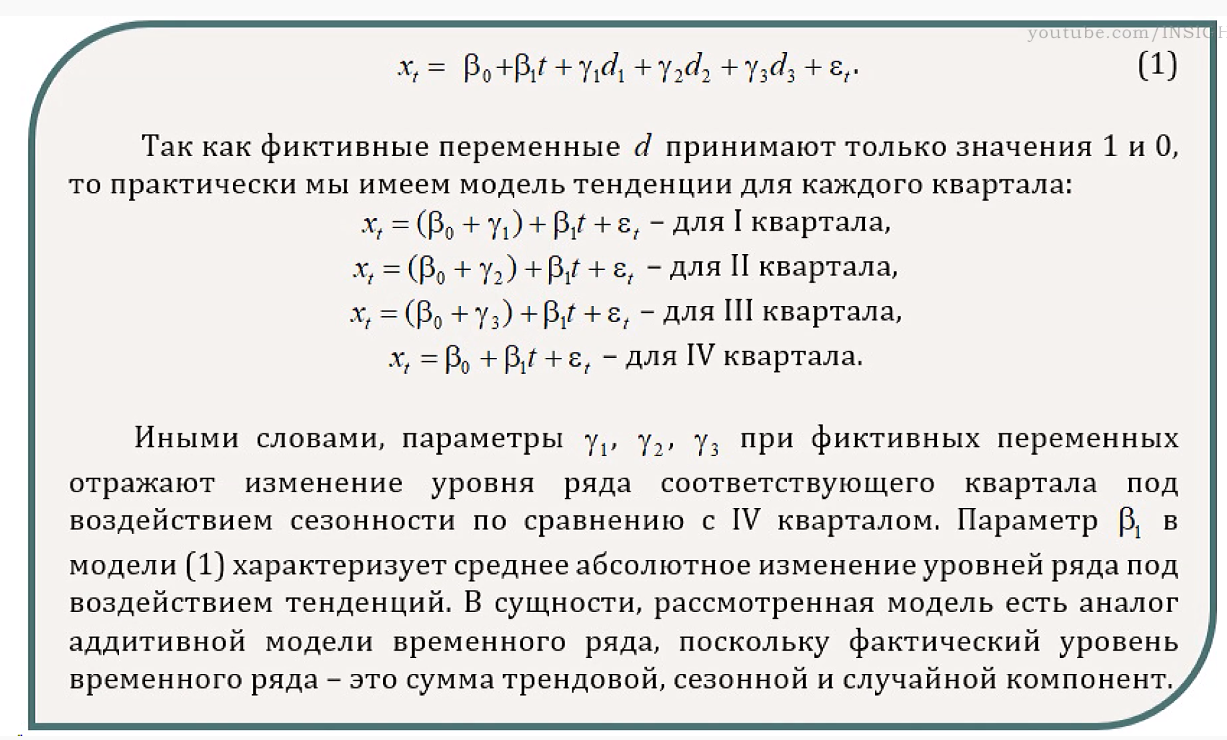 youtube.com/INSIGH
xₜ = β₀+β₁t + γ₁d₁ + γ₂d₂ + γ₃d₃ + εₜ. (1)
Так как фиктивные переменные d принимают только значения 1 и 0,
то практически мы имеем модель тенденции для каждого квартала:
xₜ = (β₀ + γ₁) + β₁t + εₜ – для I квартала,
xₜ = (β₀ + γ₂) + β₁t + εₜ – для II квартала,
xₜ = (β₀ + γ₃) + β₁t + εₜ – для III квартала,
xₜ = β₀ + β₁t + εₜ – для IV квартала.
Иными словами, параметры γ₁, γ₂, γ₃ при фиктивных переменных
отражают изменение уровня ряда соответствующего квартала под
воздействием сезонности по сравнению с IV кварталом. Параметр β₁ в
модели (1) характеризует среднее абсолютное изменение уровней ряда под
воздействием тенденций. В сущности, рассмотренная модель есть аналог
аддитивной модели временного ряда, поскольку фактический уровень
временного ряда – это сумма трендовой, сезонной и случайной компонент.